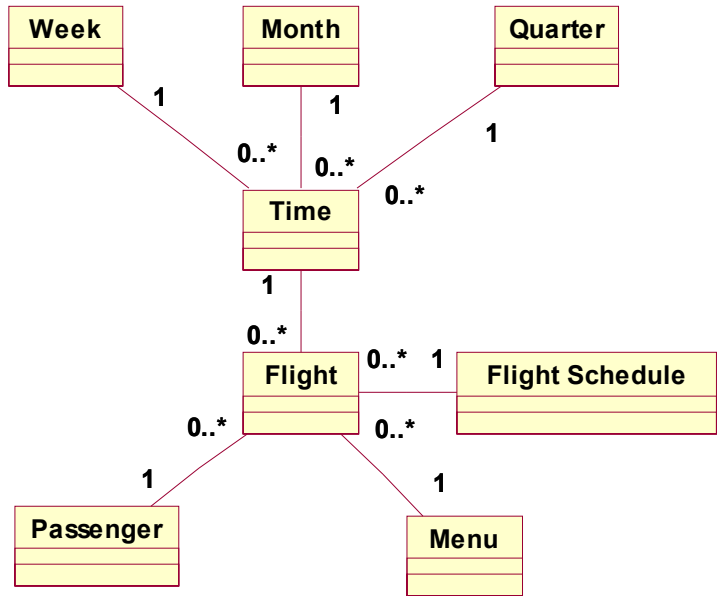 Week
Month
Quarter
1
1
1
0..*
0..*
0..*
Time
1
0..*
0..*
1
Flight
Flight Schedule
0..*
0..*
1
1
Passenger
Menu